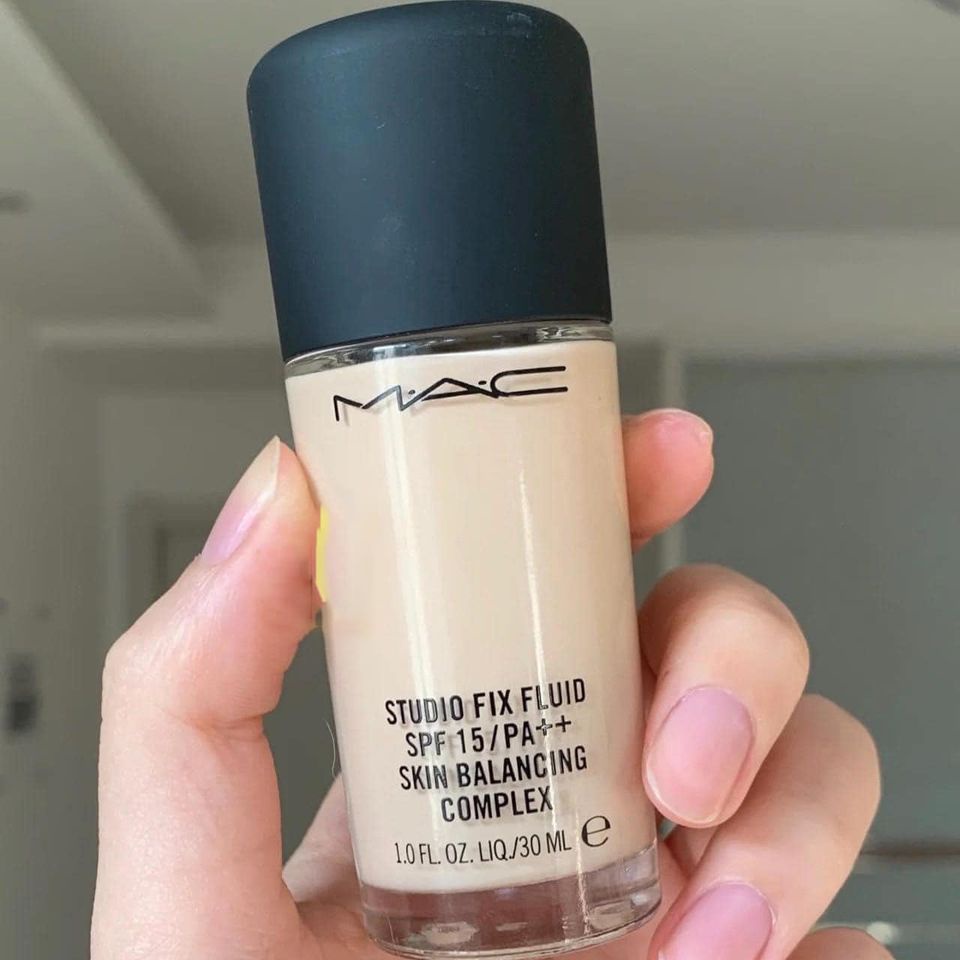 M·A·C
STUDIO FIX FLUID
SPF 15/PA++
SKIN BALANCING
COMPLEX
1.0 FL. OZ. LIQ./30 ML e